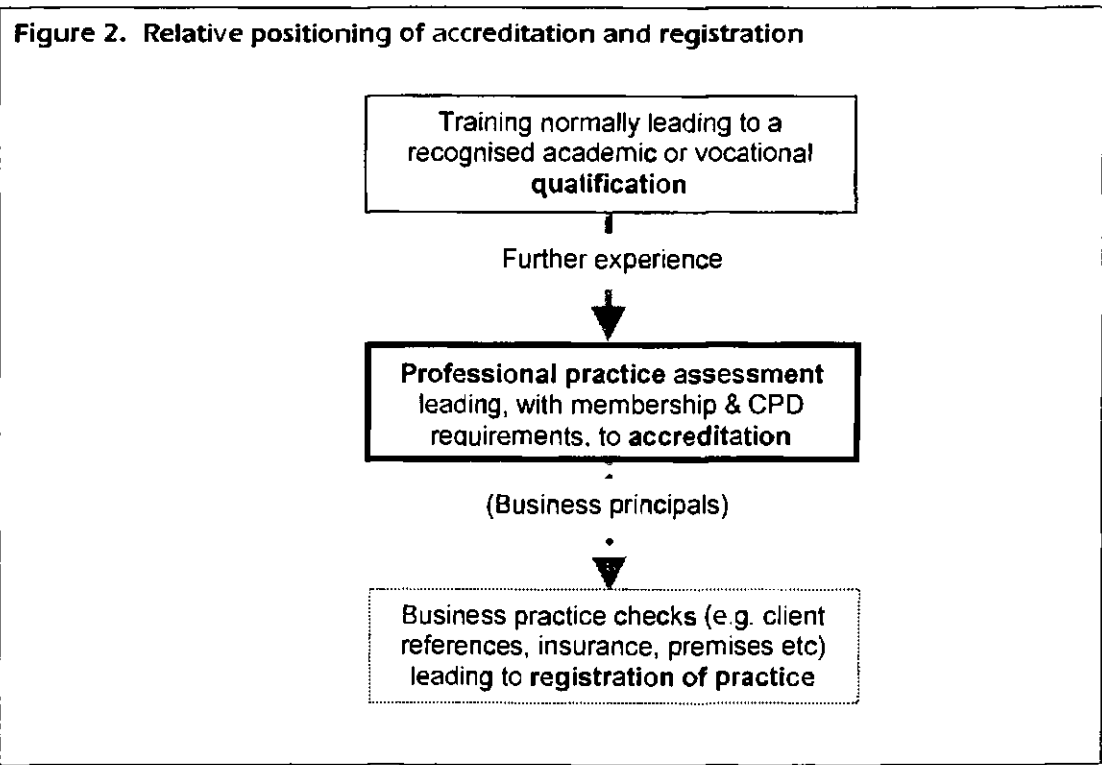 Figure 2. Relative positioning of accreditation and registration
Training normally leading to a
recognised academic or vocational
qualification
Further experience
Professional practice assessment
leading, with membership & CPD
requirements, to accreditation
(Business principals)
Business practice checks (e.g. client
references, insurance, premises etc)
leading to registration of practice